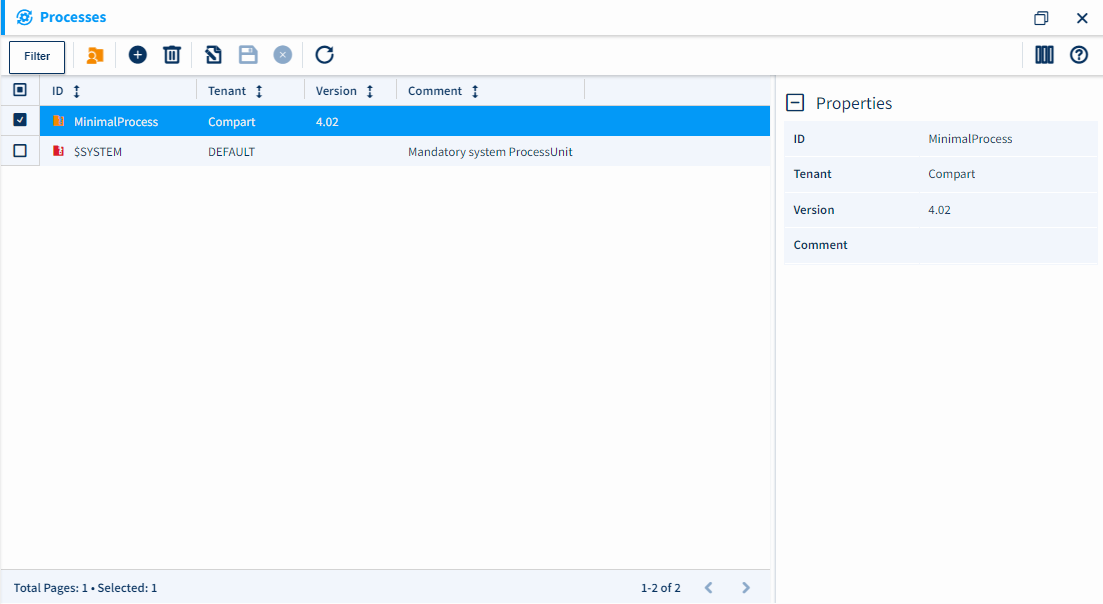 Processes
Filter
ID Tenant Version Comment
MinimalProcess Compart 4.02
$SYSTEM DEFAULT Mandatory system ProcessUnit
Properties
ID MinimalProcess
Tenant Compart
Version 4.02
Comment
Total Pages: 1 • Selected: 1 1-2 of 2